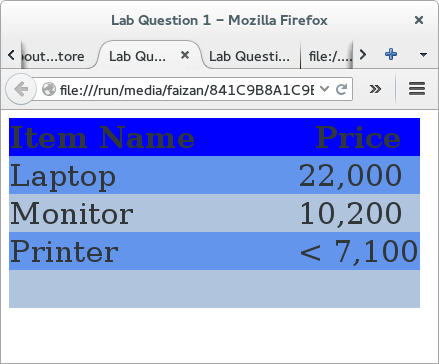 Lab Question 1 – Mozilla Firefox
out...tore Lab Qu... Lab Questi... file:/....
file:///run/media/faizan/841C9B8A1C9
Item Name Price
Laptop 22,000
Monitor 10,200
Printer < 7,100